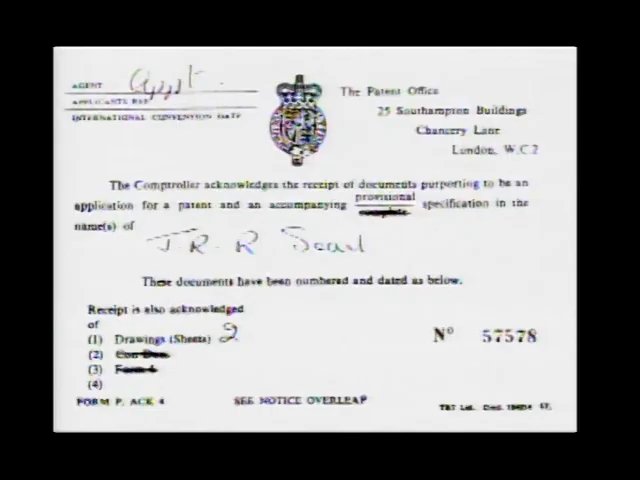 AGENT Appt.
APPLICANTS REF
INTERNATIONAL CONVENTION DATE
The Patent Office
25 Southampton Buildings
Chancery Lane
London, W.C.2
The Comptroller acknowledges the receipt of documents purporting to be an
application for a patent and an accompanying provisional complete specification in the
name(s) of
J R. R Searl
These documents have been numbered and dated as below.
Receipt is also acknowledged
of
(1) Drawings (Sheets) 2
(2) Con Doc.
(3) Form 4
(4)
Nº 57578
FORM P. ACK 4
SEE NOTICE OVERLEAF